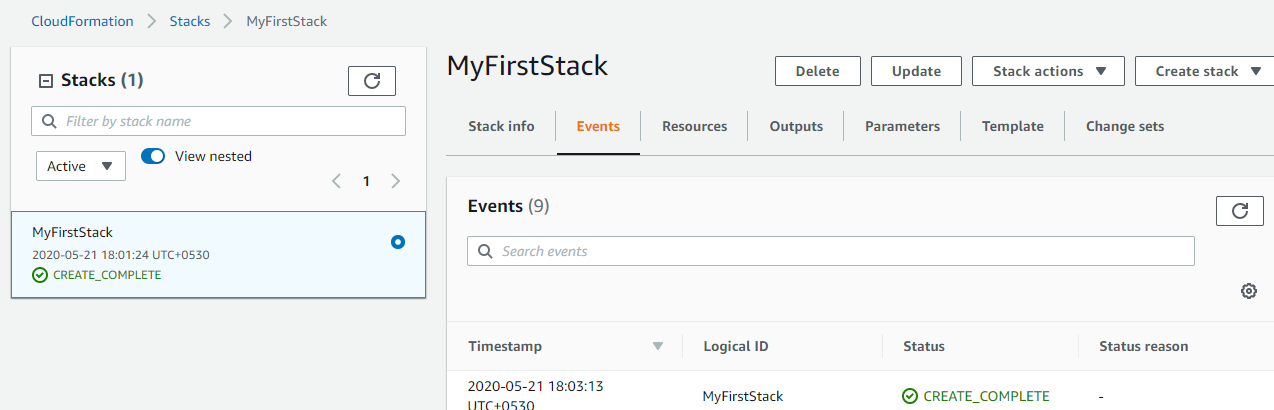 CloudFormation > Stacks > MyFirstStack
Stacks (1)
Filter by stack name
Active
View nested
1
MyFirstStack
2020-05-21 18:01:24 UTC+0530
CREATE_COMPLETE
MyFirstStack
Delete Update Stack actions Create stack
Stack info Events Resources Outputs Parameters Template Change sets
Events (9)
Search events
Timestamp Logical ID Status Status reason
2020-05-21 18:03:13 MyFirstStack CREATE_COMPLETE -
UTC+0530